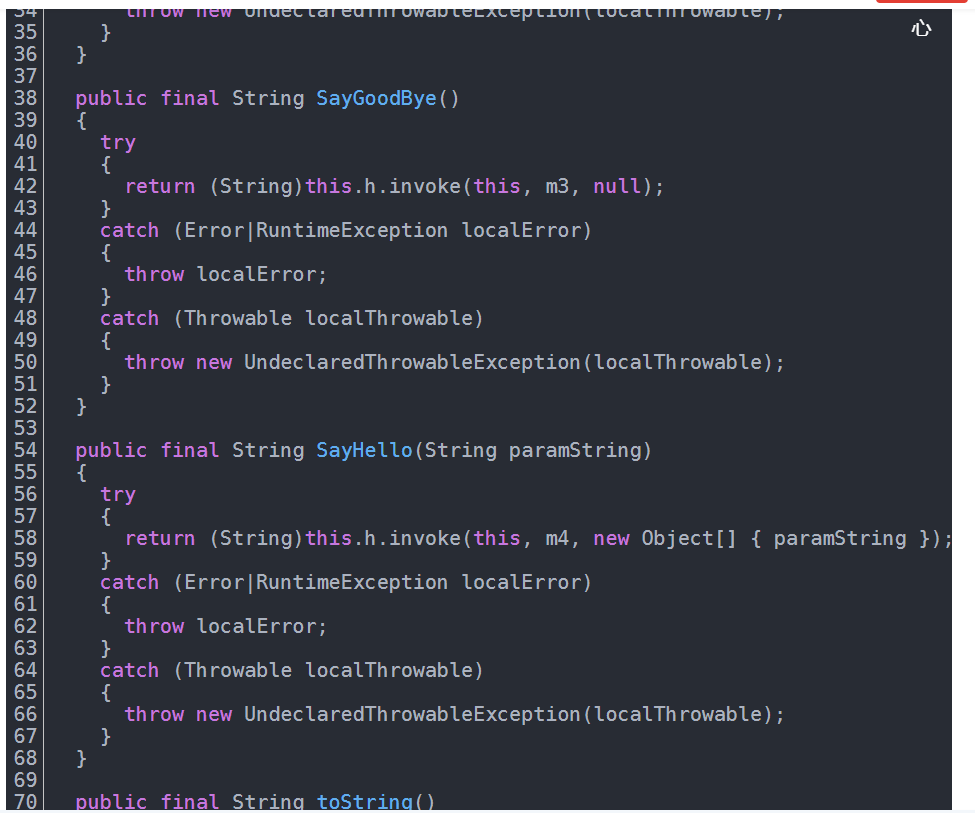 34       throw new UndeclaredThrowableException(localThrowable);
35     }
36   }
37
38   public final String SayGoodBye()
39   {
40     try
41     {
42       return (String)this.h.invoke(this, m3, null);
43     }
44     catch (Error|RuntimeException localError)
45     {
46       throw localError;
47     }
48     catch (Throwable localThrowable)
49     {
50       throw new UndeclaredThrowableException(localThrowable);
51     }
52   }
53
54   public final String SayHello(String paramString)
55   {
56     try
57     {
58       return (String)this.h.invoke(this, m4, new Object[] { paramString });
59     }
60     catch (Error|RuntimeException localError)
61     {
62       throw localError;
63     }
64     catch (Throwable localThrowable)
65     {
66       throw new UndeclaredThrowableException(localThrowable);
67     }
68   }
69
70   public final String toString()